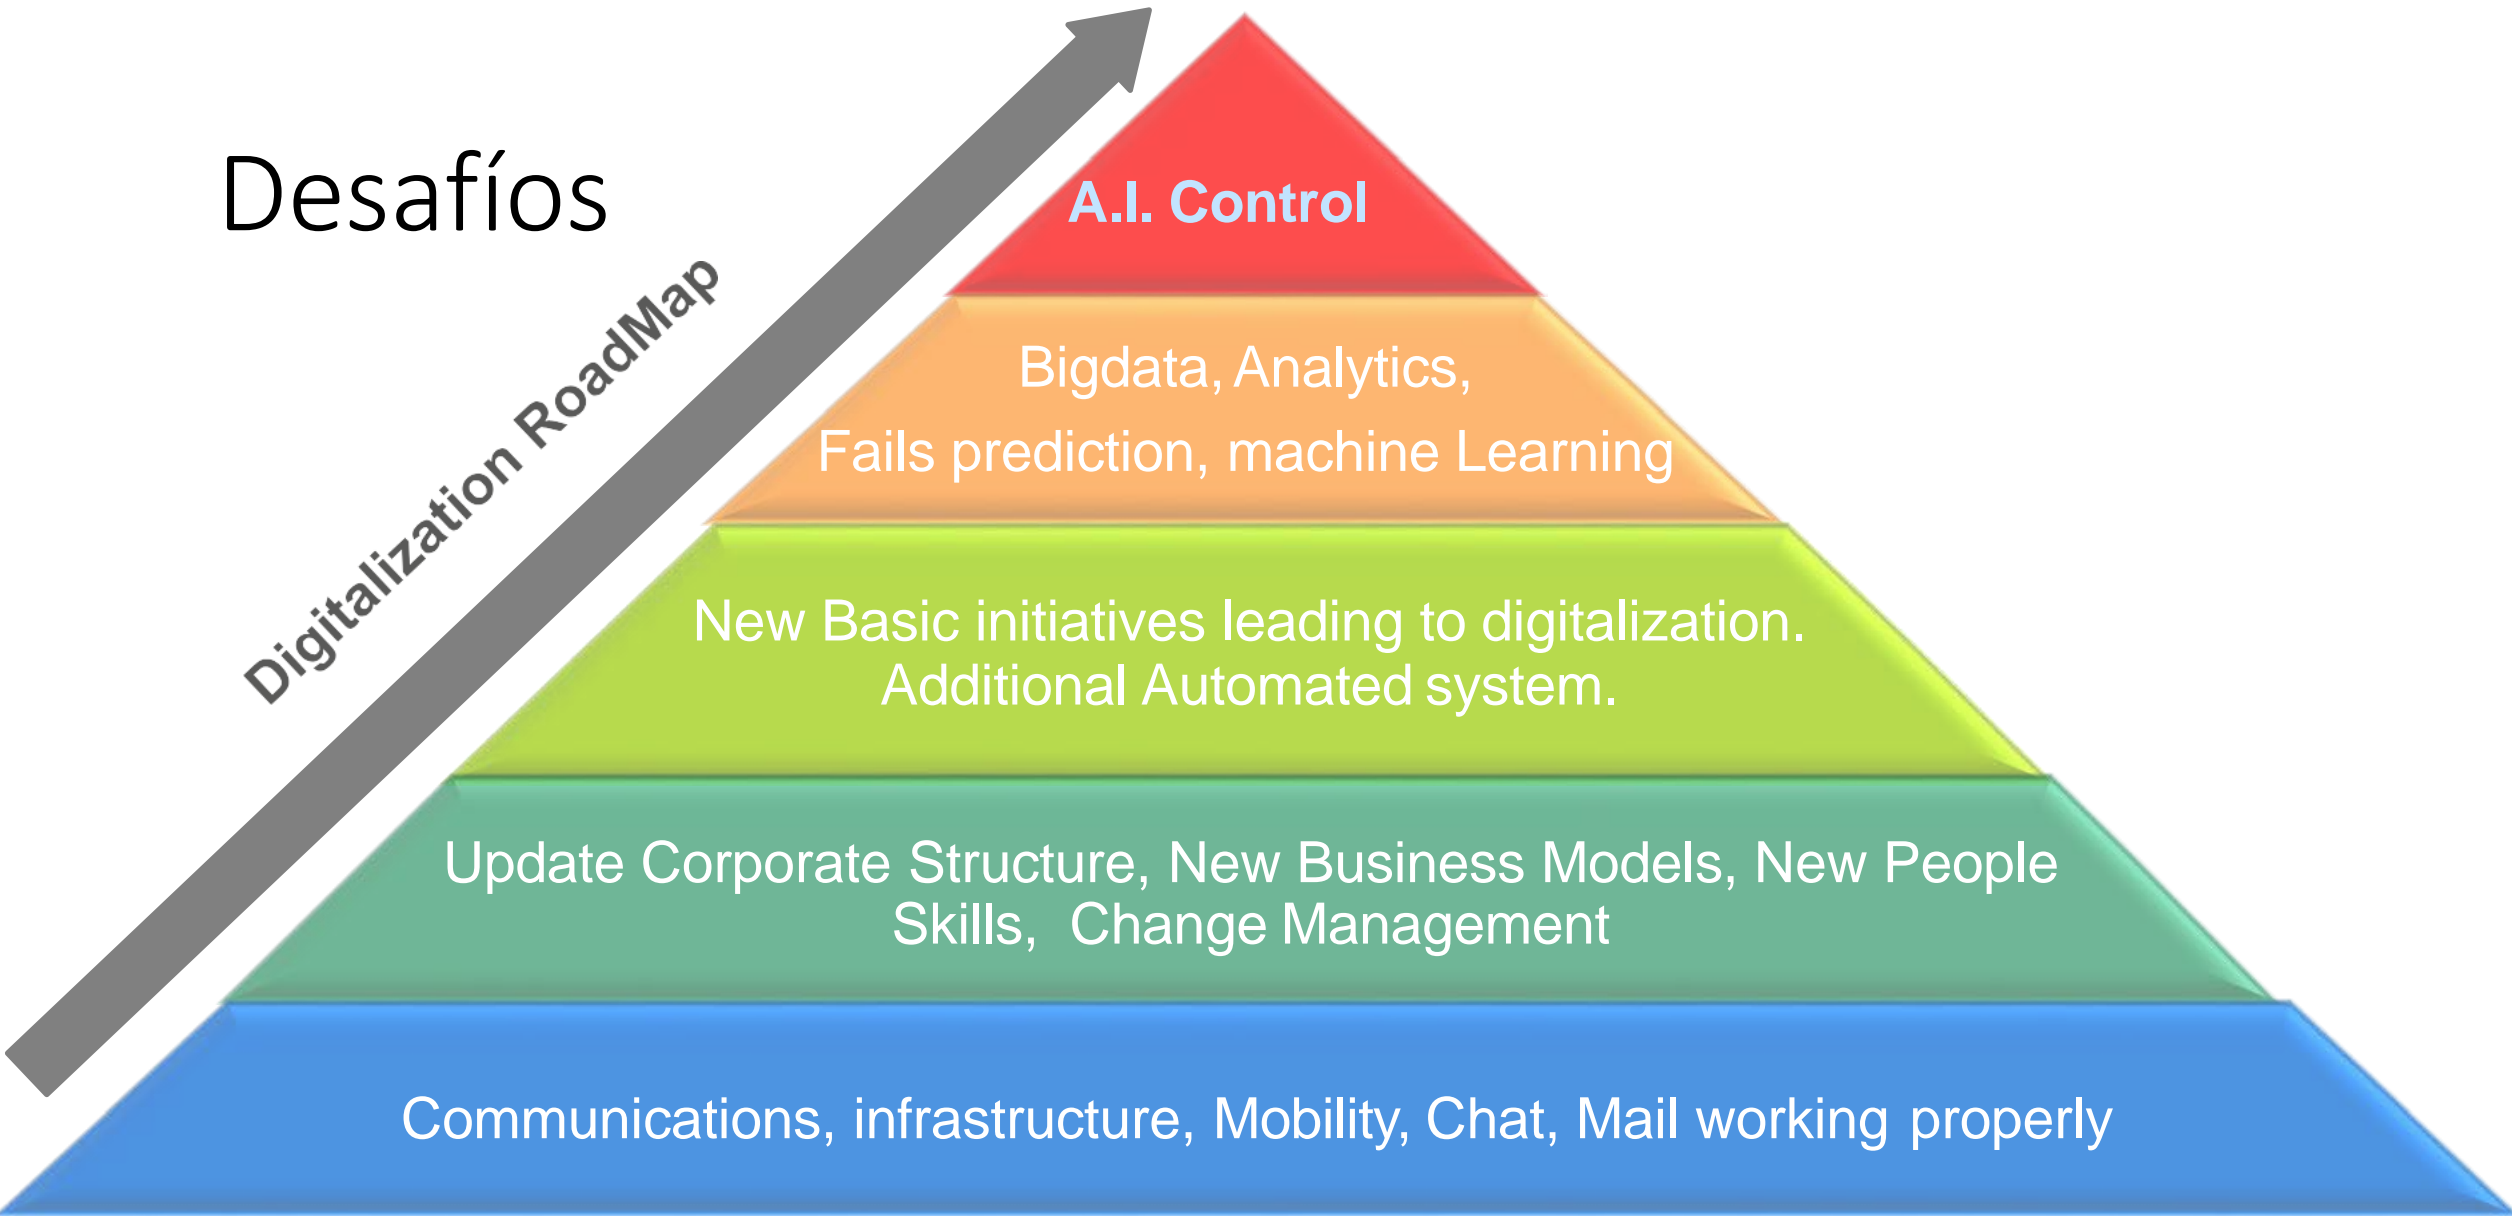 Desafíos
Digitalization RoadMap
A.I. Control
Bigdata, Analytics,
Fails prediction, machine Learning
New Basic initiatives leading to digitalization.
Additional Automated system.
Update Corporate Structure, New Business Models, New People
Skills, Change Management
Communications, infrastructure, Mobility, Chat, Mail working properly